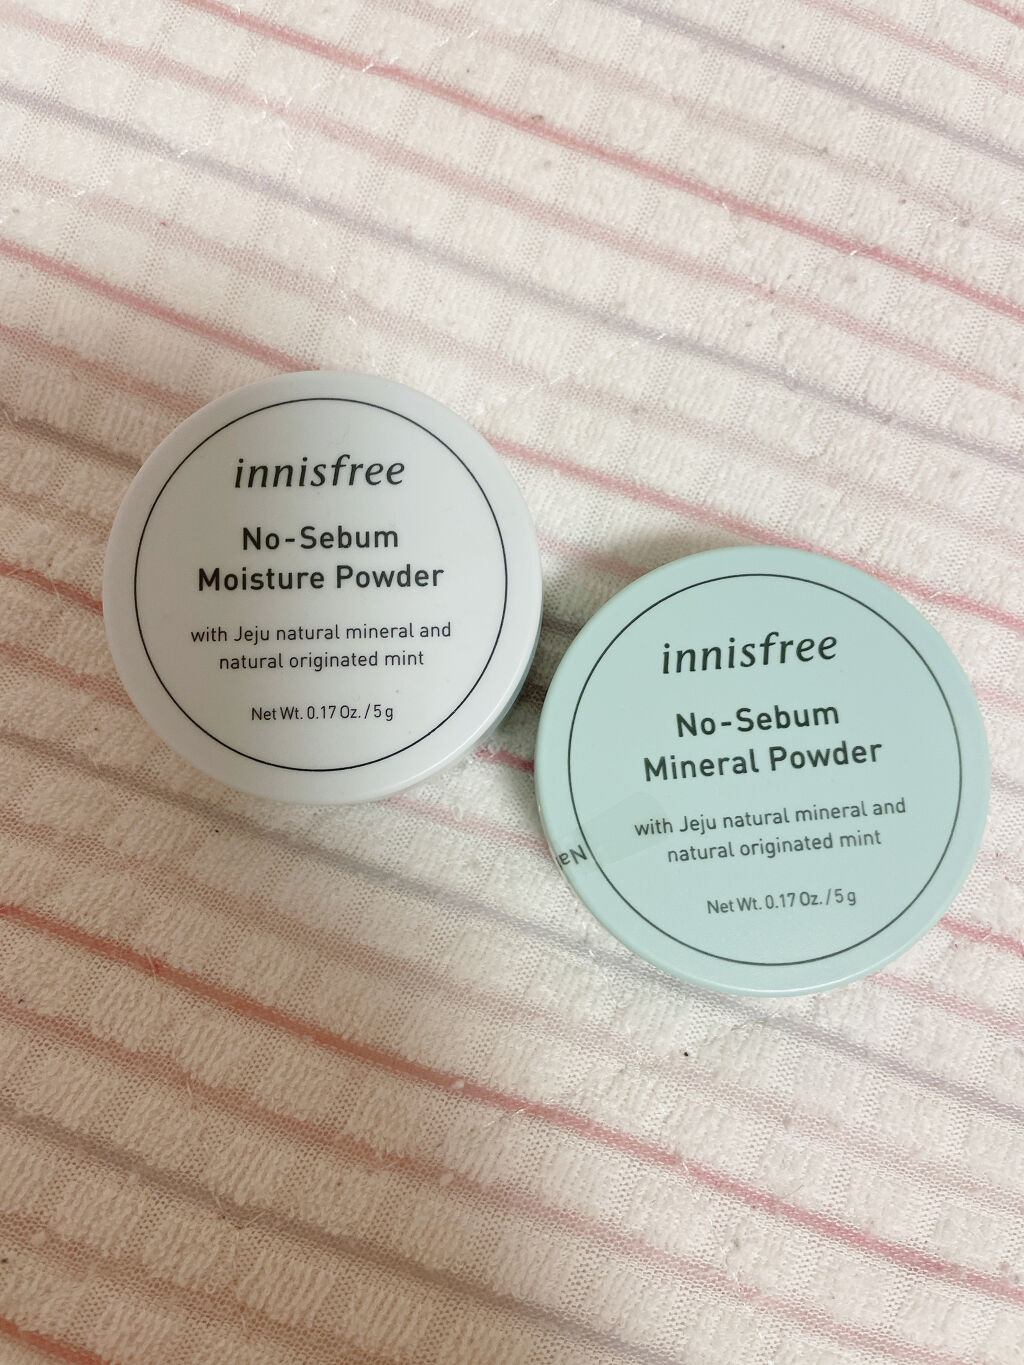 innisfree
No-Sebum
Moisture Powder
with Jeju natural mineral and
natural originated mint
Net Wt. 0.17 Oz. / 5 g
innisfree
No-Sebum
Mineral Powder
with Jeju natural mineral and
natural originated mint
Net Wt. 0.17 Oz. / 5 g
Na